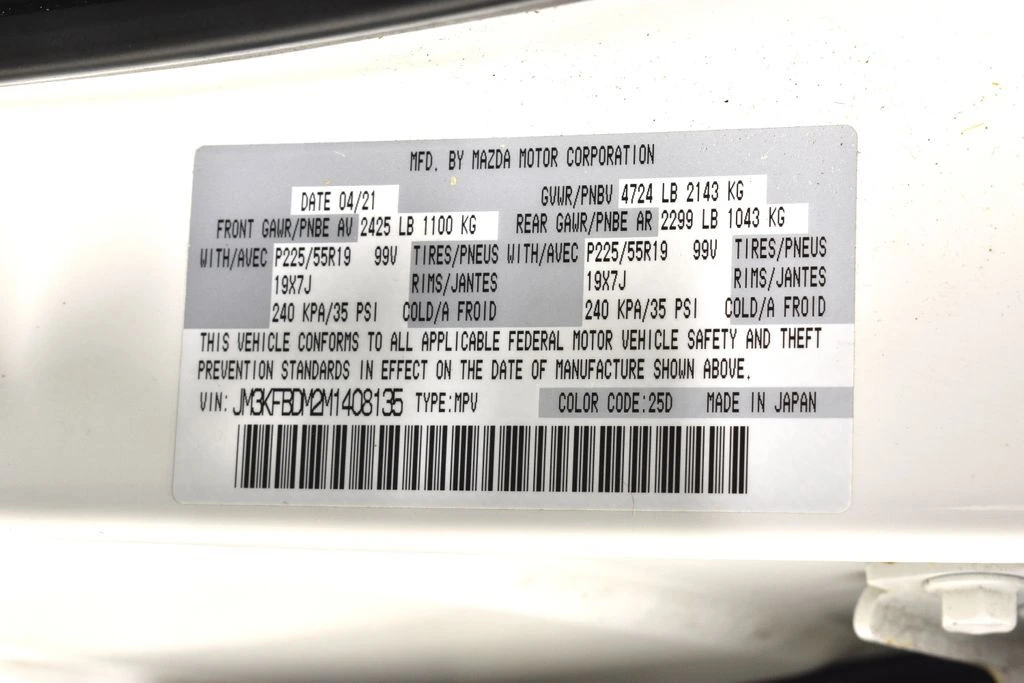 MFD. BY MAZDA MOTOR CORPORATION
DATE 04/21 GVWR/PNBV 4724 LB 2143 KG
FRONT GAWR/PNBE AV 2425 LB 1100 KG REAR GAWR/PNBE AR 2299 LB 1043 KG
WITH/AVEC P225/55R19 99V TIRES/PNEUS WITH/AVEC P225/55R19 99V TIRES/PNEUS
19X7J RIMS/JANTES 19X7J RIMS/JANTES
240 KPA/35 PSI COLD/A FROID 240 KPA/35 PSI COLD/A FROID
THIS VEHICLE CONFORMS TO ALL APPLICABLE FEDERAL MOTOR VEHICLE SAFETY AND THEFT
PREVENTION STANDARDS IN EFFECT ON THE DATE OF MANUFACTURE SHOWN ABOVE.
VIN: JM3KFBDM2M1408135 TYPE:MPV COLOR CODE:25D MADE IN JAPAN